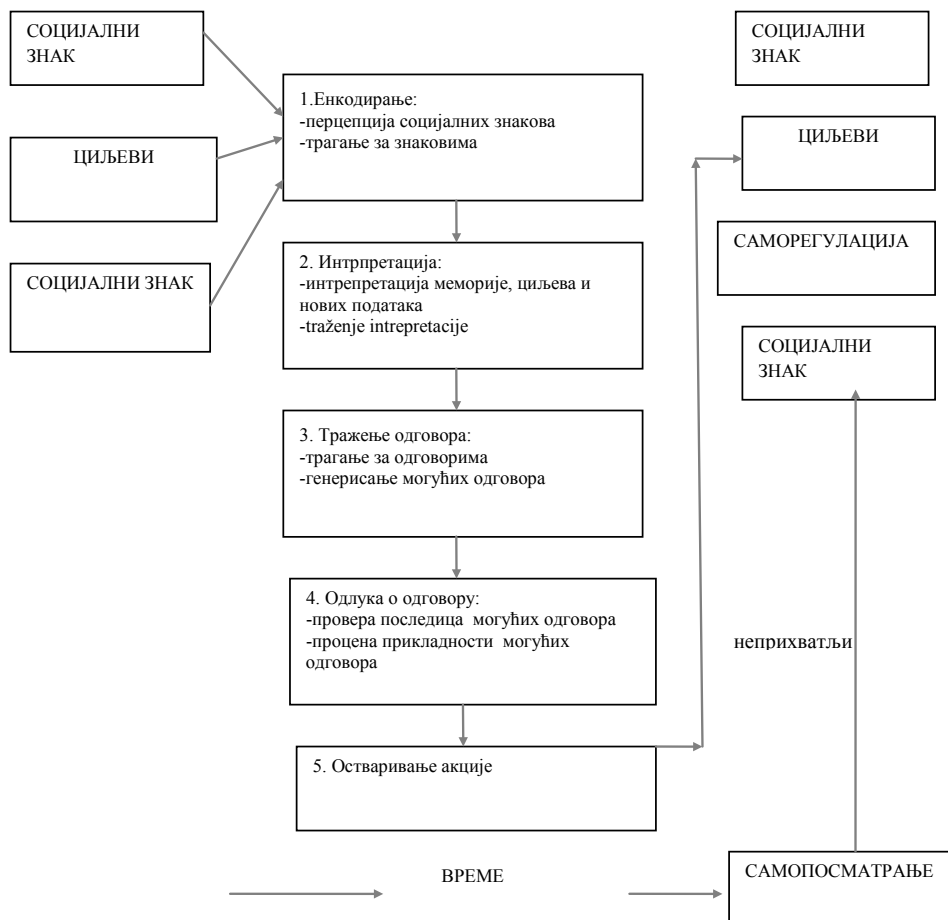 СОЦИЈАЛНИ
ЗНАК
ЦИЉЕВИ
СОЦИЈАЛНИ ЗНАК
1.Енкодирање:
-перцепција социјалних знакова
-трагање за знаковима
2. Интрпретација:
-интрепретација меморије, циљева и
нових података
-traženje intrepretacije
3. Тражење одговора:
-трагање за одговорима
-генерисање могућих одговора
4. Одлука о одговору:
-провера последица могућих одговора
-процена прикладности могућих
одговора
5. Остваривање акције
СОЦИЈАЛНИ
ЗНАК
ЦИЉЕВИ
САМОРЕГУЛАЦИЈА
СОЦИЈАЛНИ
ЗНАК
неприхватљи
ВРЕМЕ
САМОПОСМАТРАЊЕ